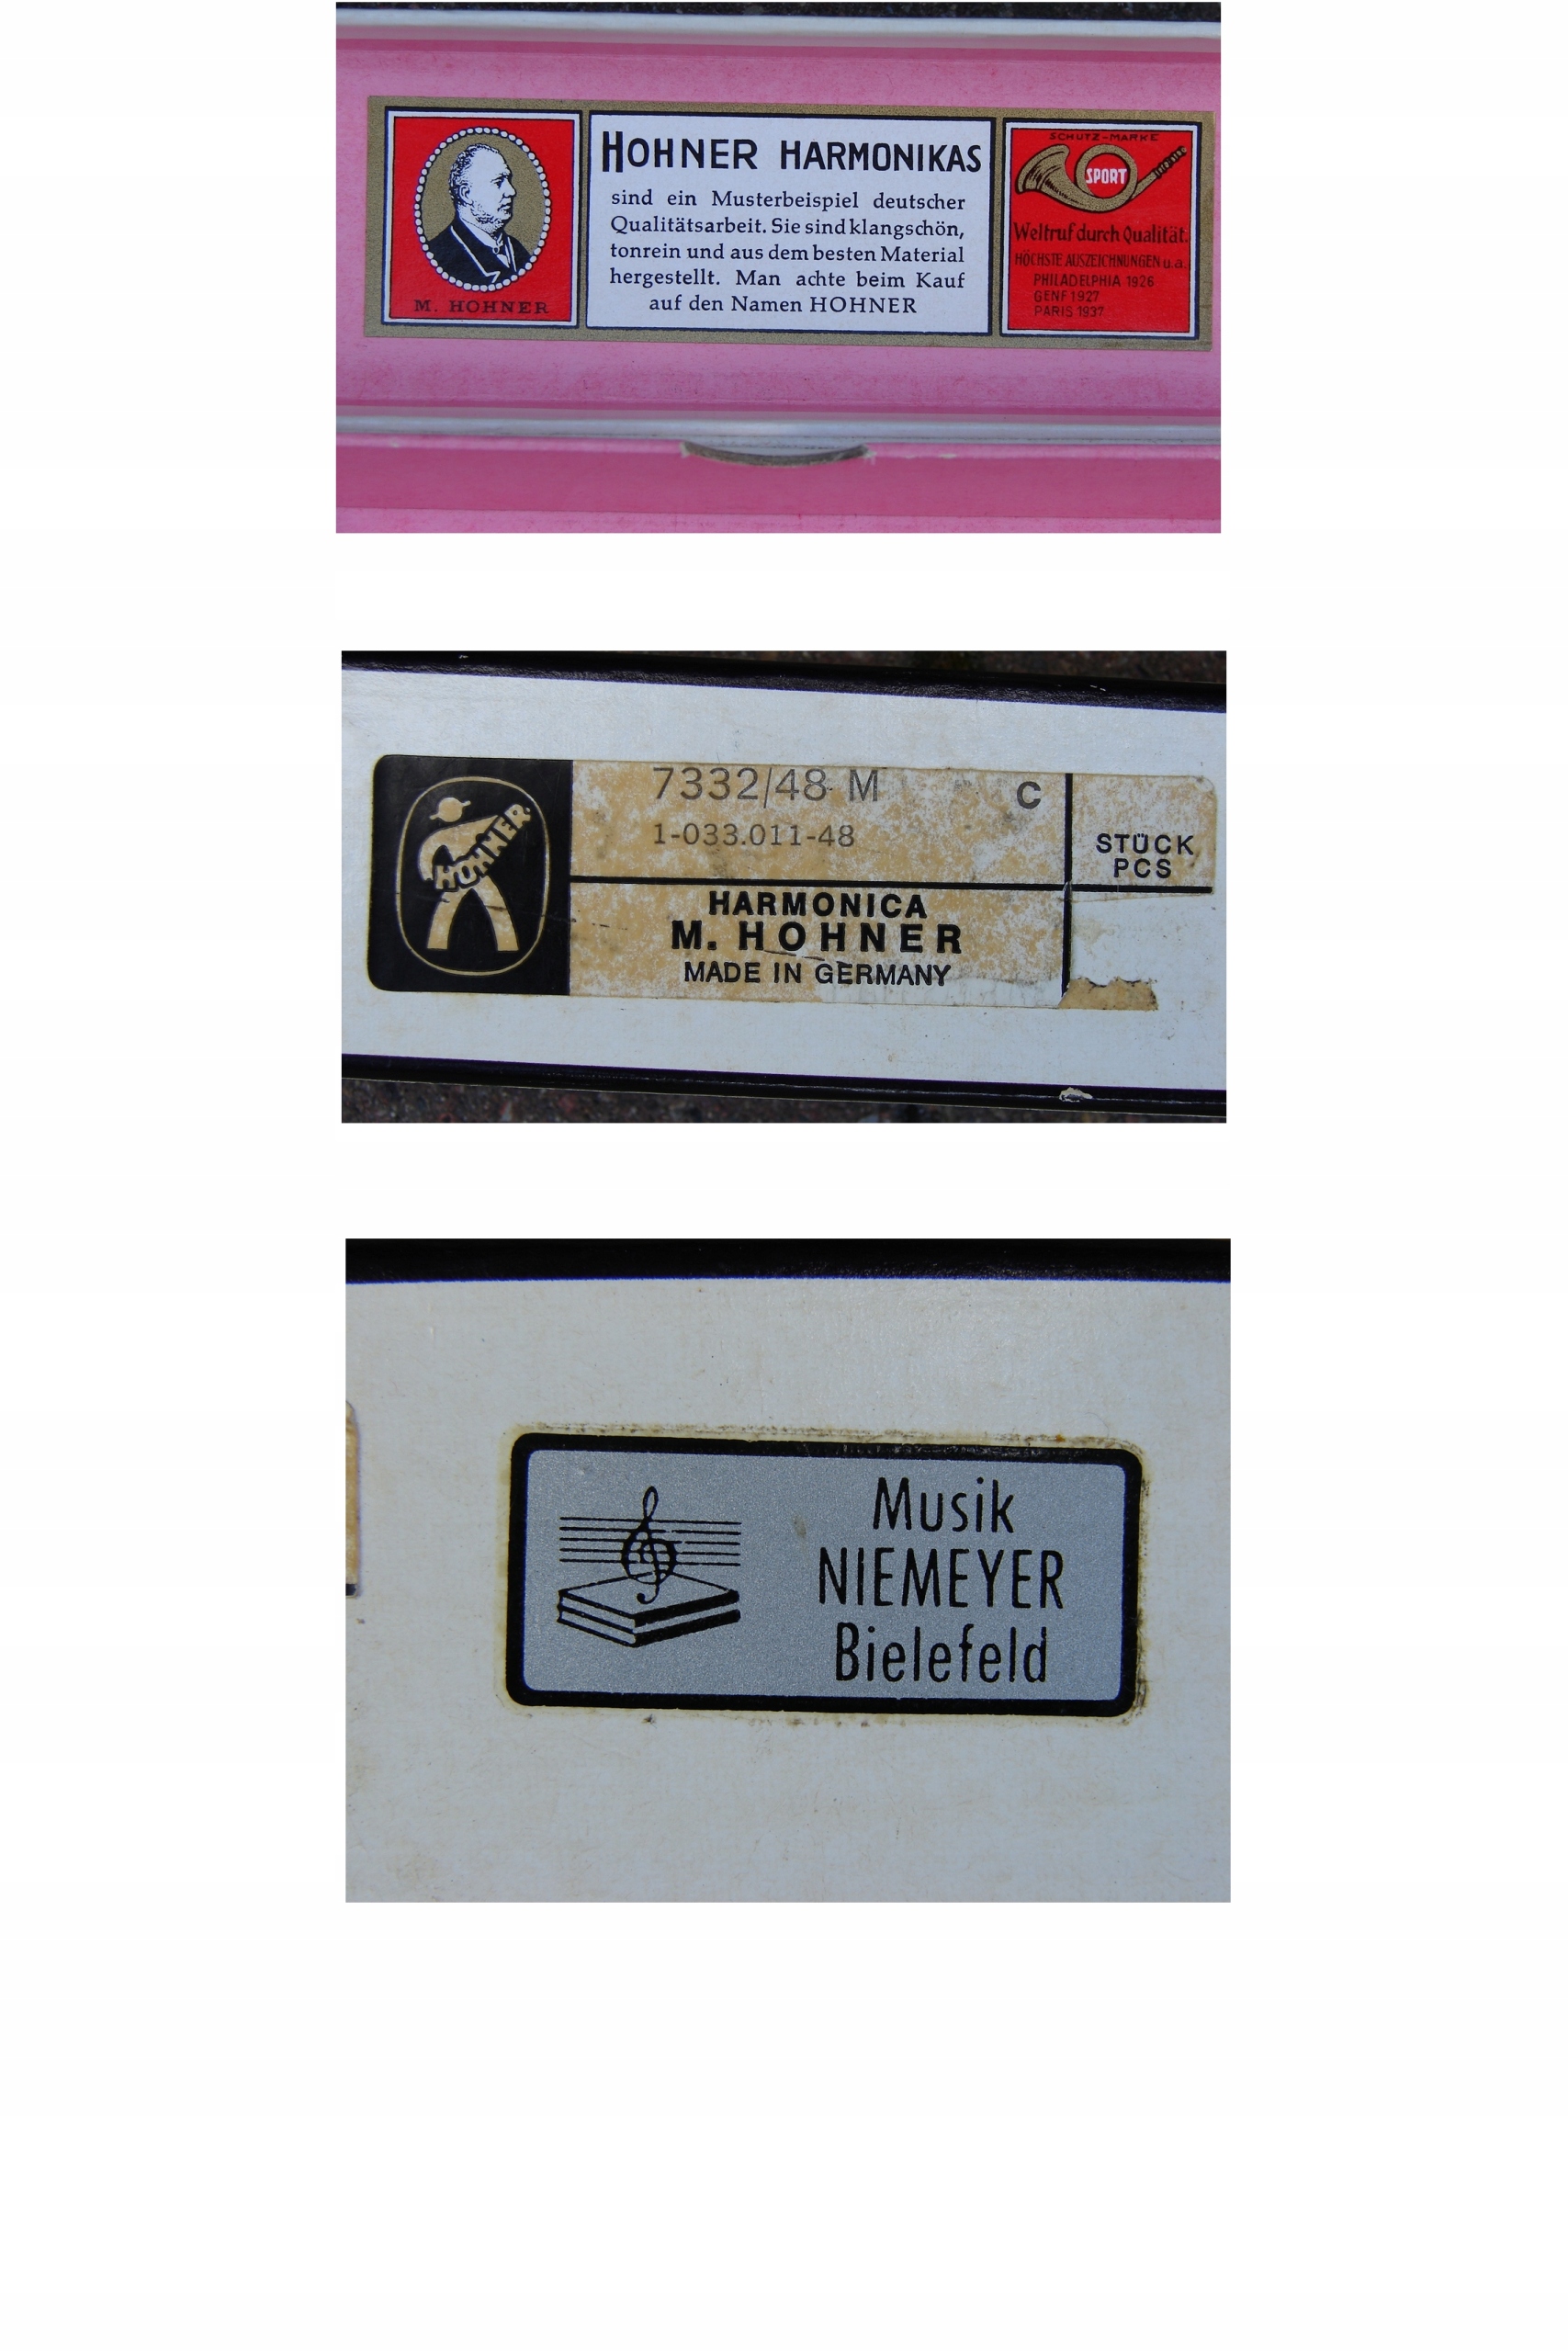 M. HOHNER
HOHNER HARMONIKAS
sind ein Musterbeispiel deutscher
Qualitätsarbeit. Sie sind klangschön,
tonrein und aus dem besten Material
hergestellt. Man achte beim Kauf
auf den Namen HOHNER
SCHUTZ-MARKE
SPORT
Weltruf durch Qualität.
HÖCHSTE AUSZEICHNUNGEN u.a.
PHILADELPHIA 1926
GENF 1927
PARIS 1937
HOHNER
7332/48 M C
1-033.011-48
STÜCK
PCS
HARMONICA
M. HOHNER
MADE IN GERMANY
Musik
NIEMEYER
Bielefeld